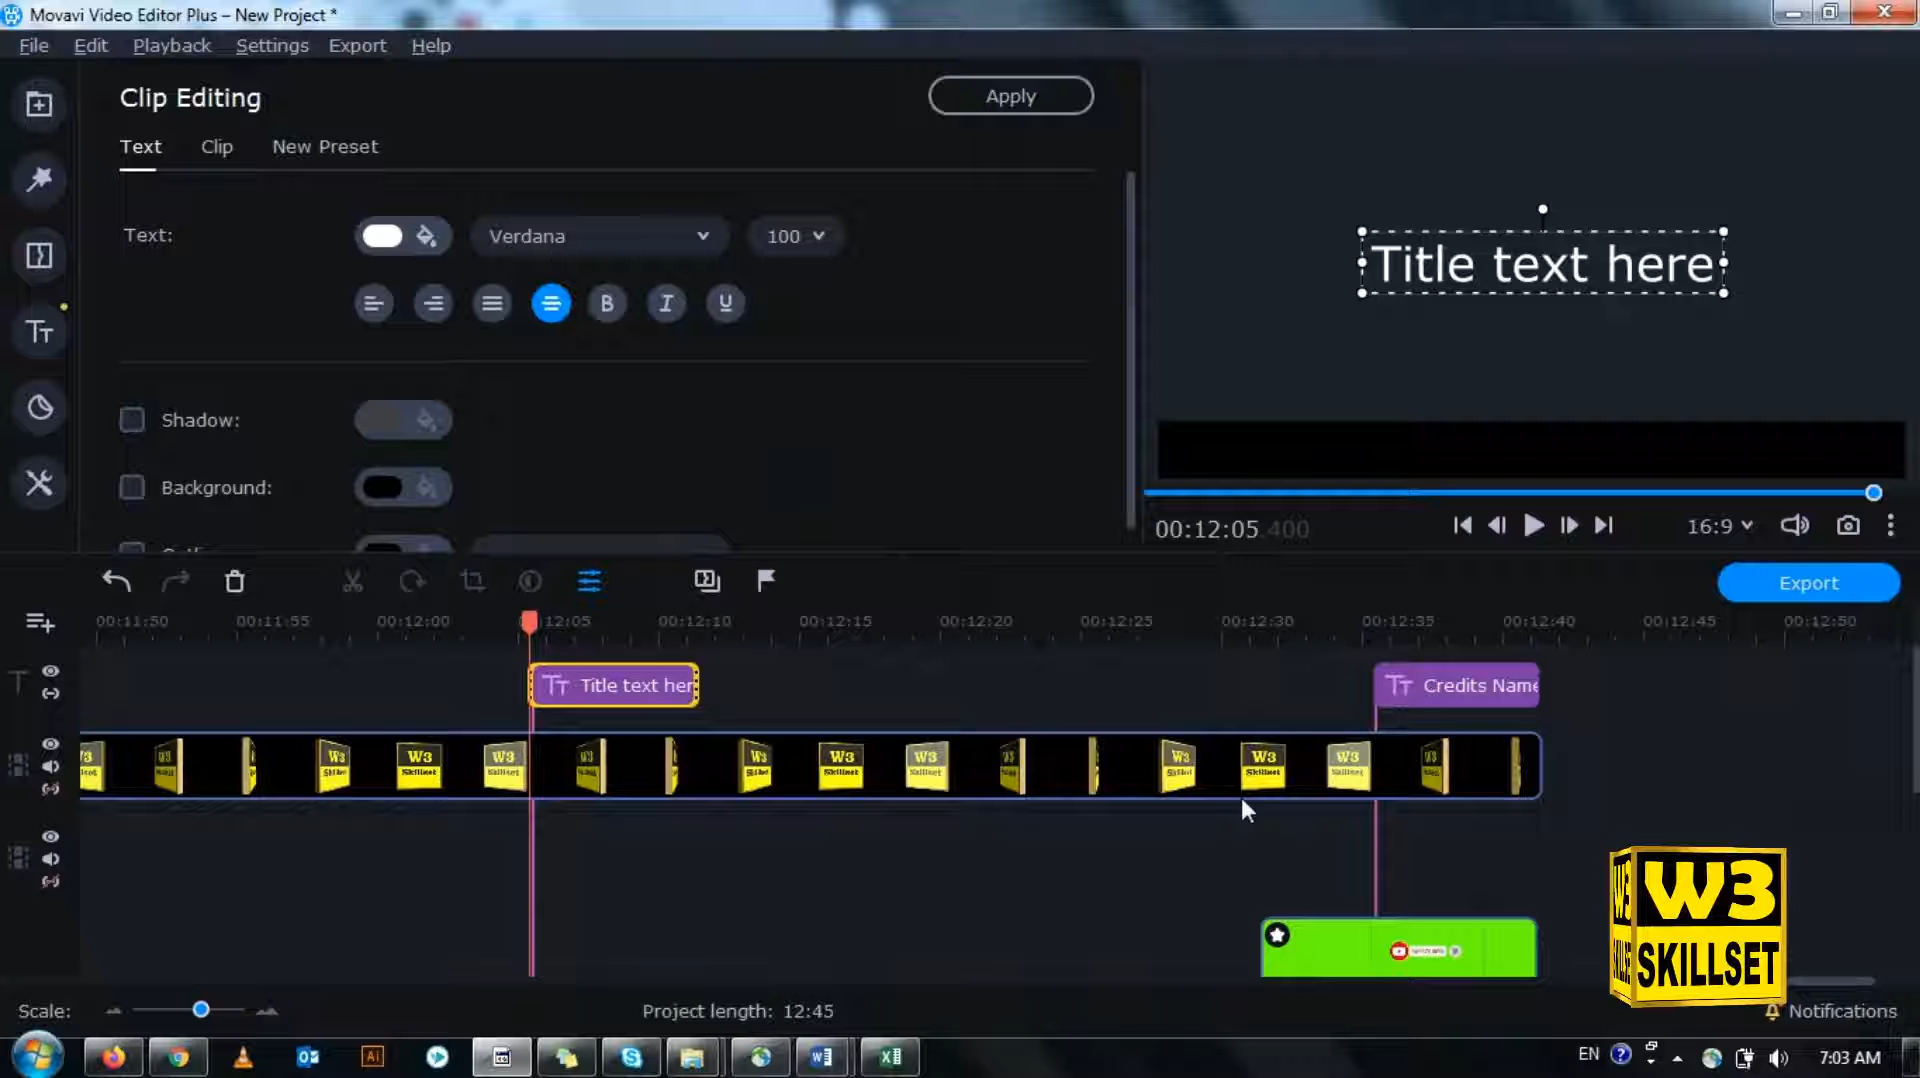 Movavi Video Editor Plus – New Project *
File Edit Playback Settings Export Help
Clip Editing
Apply
Text Clip New Preset
Text:
Verdana
100
B I U
Shadow:
Background:
Title text here
00:12:05.400
16:9
Export
00:11:50 00:11:55 00:12:00 12:05 00:12:10 00:12:15 00:12:20 00:12:25 00:12:30 00:12:35 00:12:40 00:12:45 00:12:50
Title text her
Credits Name
W3 Skillset
W3
SKILLSET
Scale:
Project length: 12:45
Notifications
EN
7:03 AM